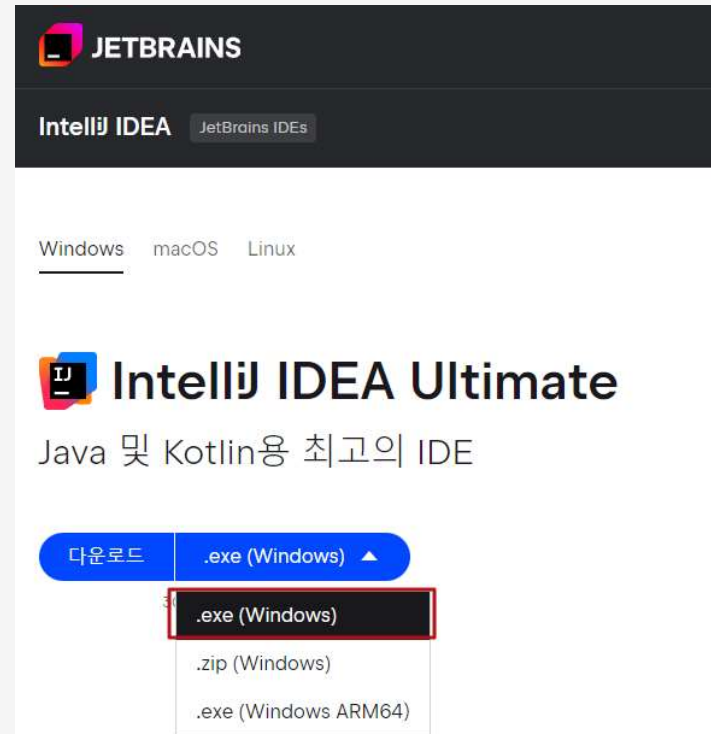 JETBRAINS
IntelliJ IDEA JetBrains IDEs
Windows macOS Linux
IJ IntelliJ IDEA Ultimate
Java 및 Kotlin용 최고의 IDE
다운로드 .exe (Windows)
.exe (Windows)
.zip (Windows)
.exe (Windows ARM64)